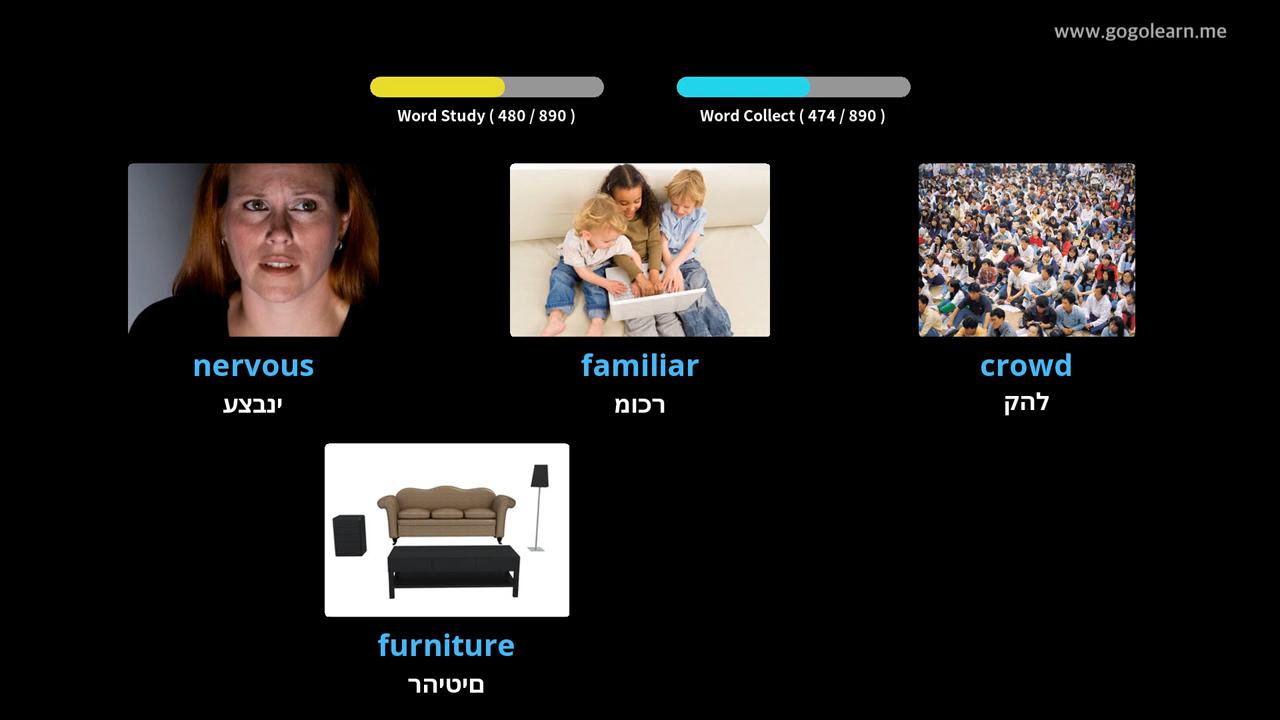 www.gogolearn.me
Word Study ( 480 / 890 )
Word Collect ( 474 / 890 )
nervous
ינבצע
familiar
רכומ
crowd
להק
furniture
םיטיהר